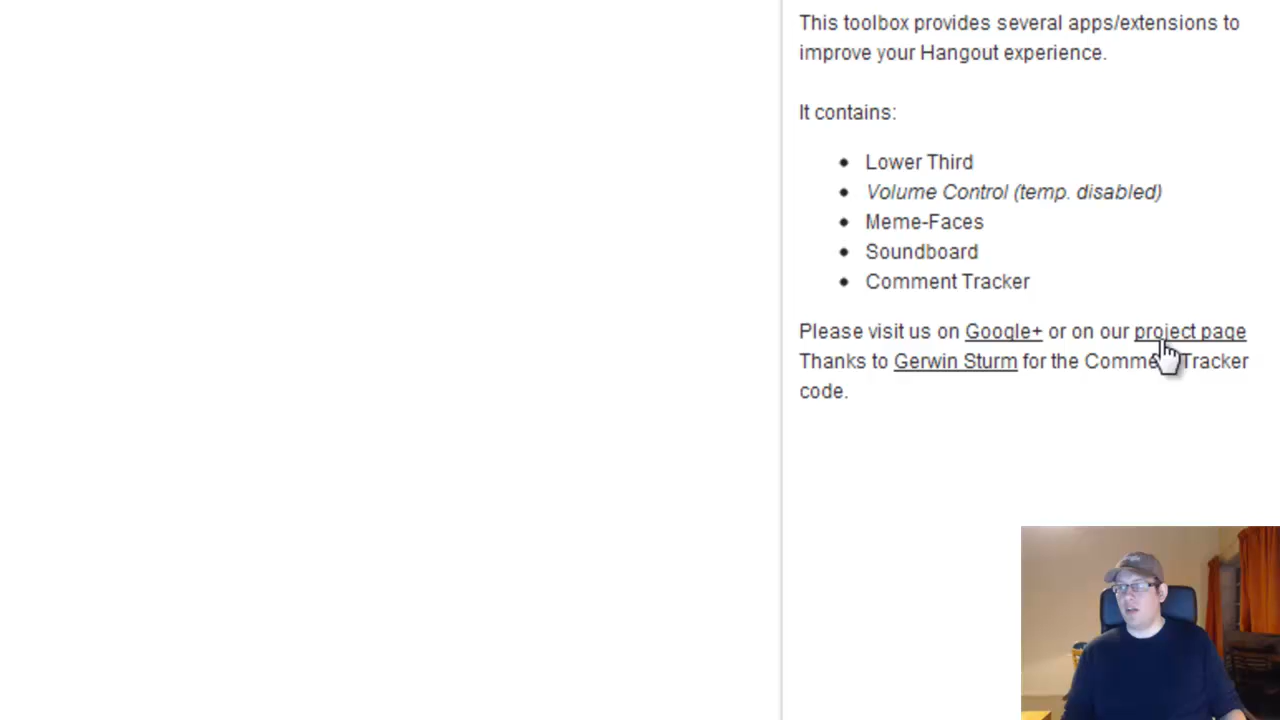 This toolbox provides several apps/extensions to
improve your Hangout experience.
It contains:
Lower Third
Volume Control (temp. disabled)
Meme-Faces
Soundboard
Comment Tracker
Please visit us on Google+ or on our project page
Thanks to Gerwin Sturm for the Comment Tracker
code.